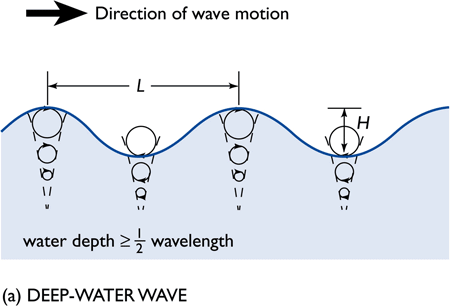 Direction of wave motion
L
H
water depth ≥ 1/2 wavelength
(a) DEEP-WATER WAVE